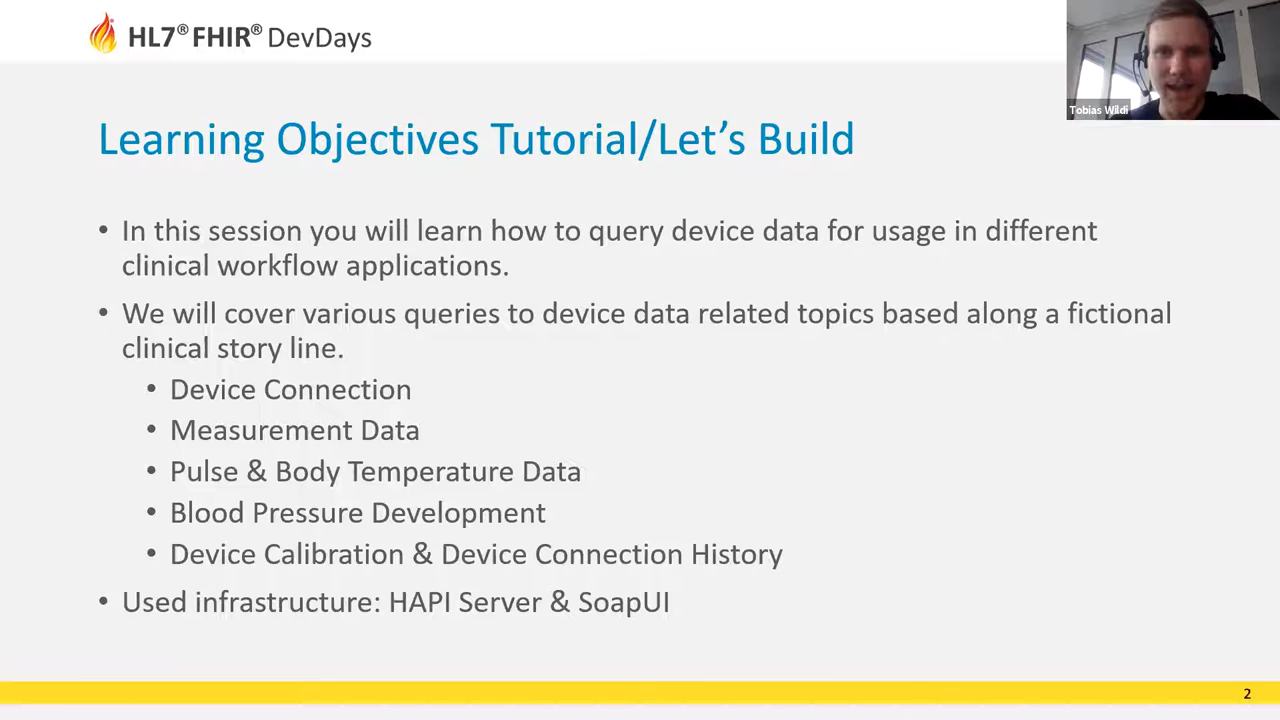 HL7® FHIR® DevDays
Tobias Wildi
Learning Objectives Tutorial/Let’s Build
• In this session you will learn how to query device data for usage in different
clinical workflow applications.
• We will cover various queries to device data related topics based along a fictional
clinical story line.
• Device Connection
• Measurement Data
• Pulse & Body Temperature Data
• Blood Pressure Development
• Device Calibration & Device Connection History
• Used infrastructure: HAPI Server & SoapUI
2